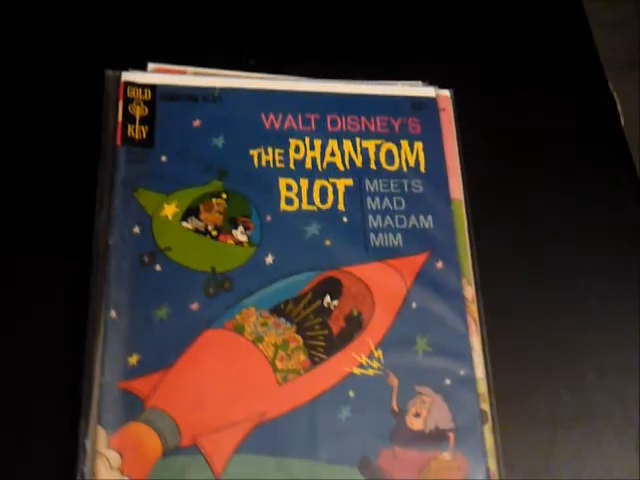 GOLD
KEY
WALT DISNEY'S
THE PHANTOM
BLOT
MEETS
MAD
MADAM
MIM